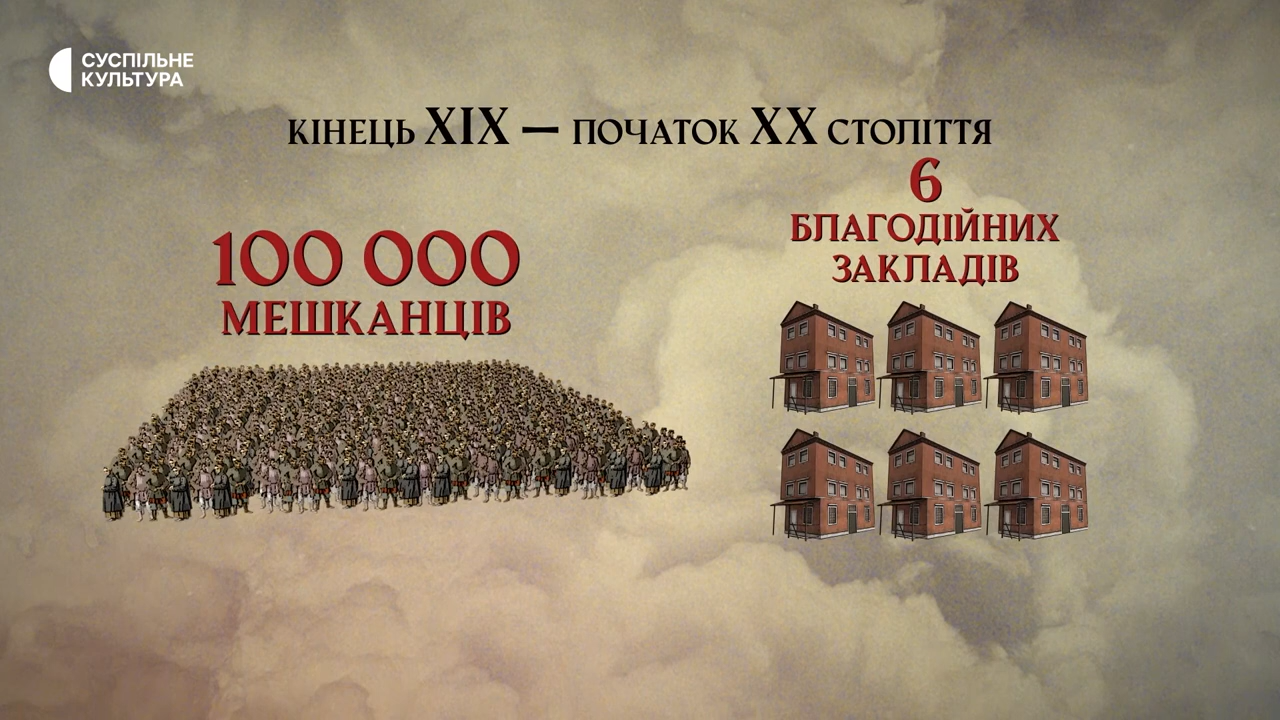 СУСПІЛЬНЕ
КУЛЬТУРА
КІНЕЦЬ XIX — ПОЧАТОК XX СТОЛІТТЯ
100 000
МЕШКАНЦІВ
6
БЛАГОДІЙНИХ
ЗАКЛАДІВ